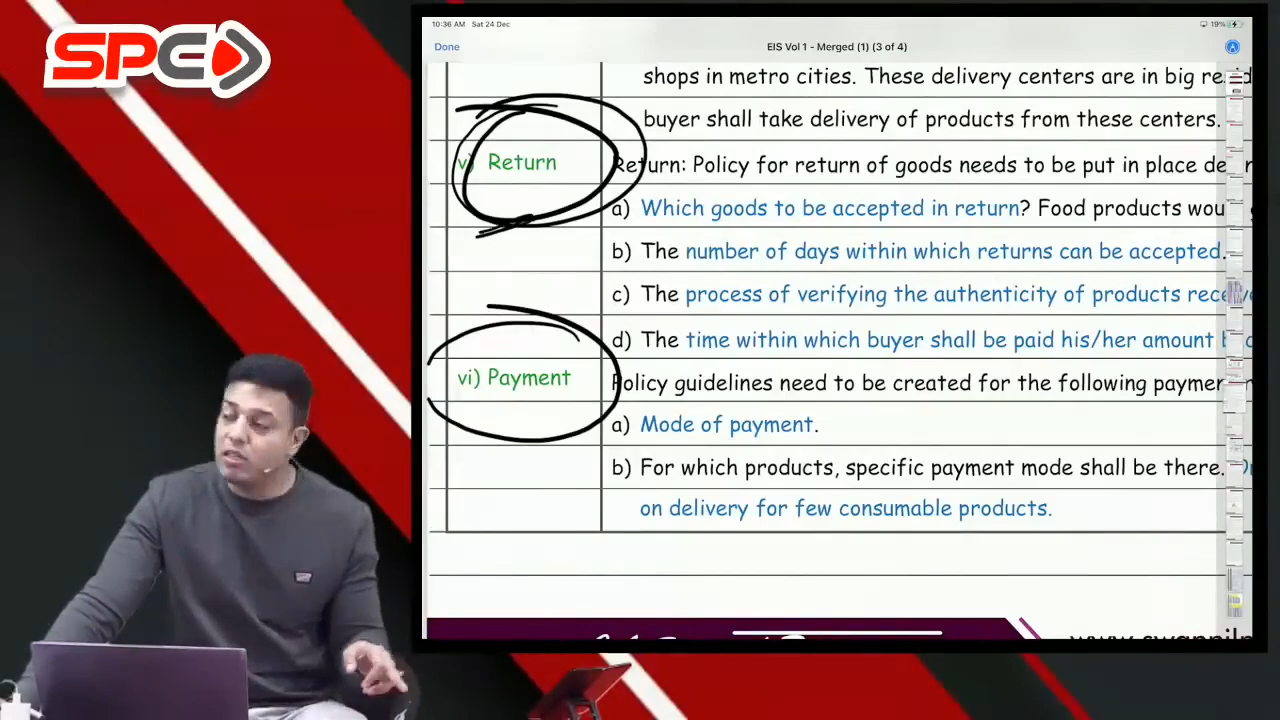 SPC
10:36 AM Sat 24 Dec
19%
Done
EIS Vol 1 - Merged (1) (3 of 4)
shops in metro cities. These delivery centers are in big
buyer shall take delivery of products from these centers.
v) Return
Return: Policy for return of goods needs to be put in place
a) Which goods to be accepted in return? Food products
b) The number of days within which returns can be accepted.
c) The process of verifying the authenticity of products
d) The time within which buyer shall be paid his/her amount
vi) Payment
Policy guidelines need to be created for the following
a) Mode of payment.
b) For which products, specific payment mode shall be there.
on delivery for few consumable products.